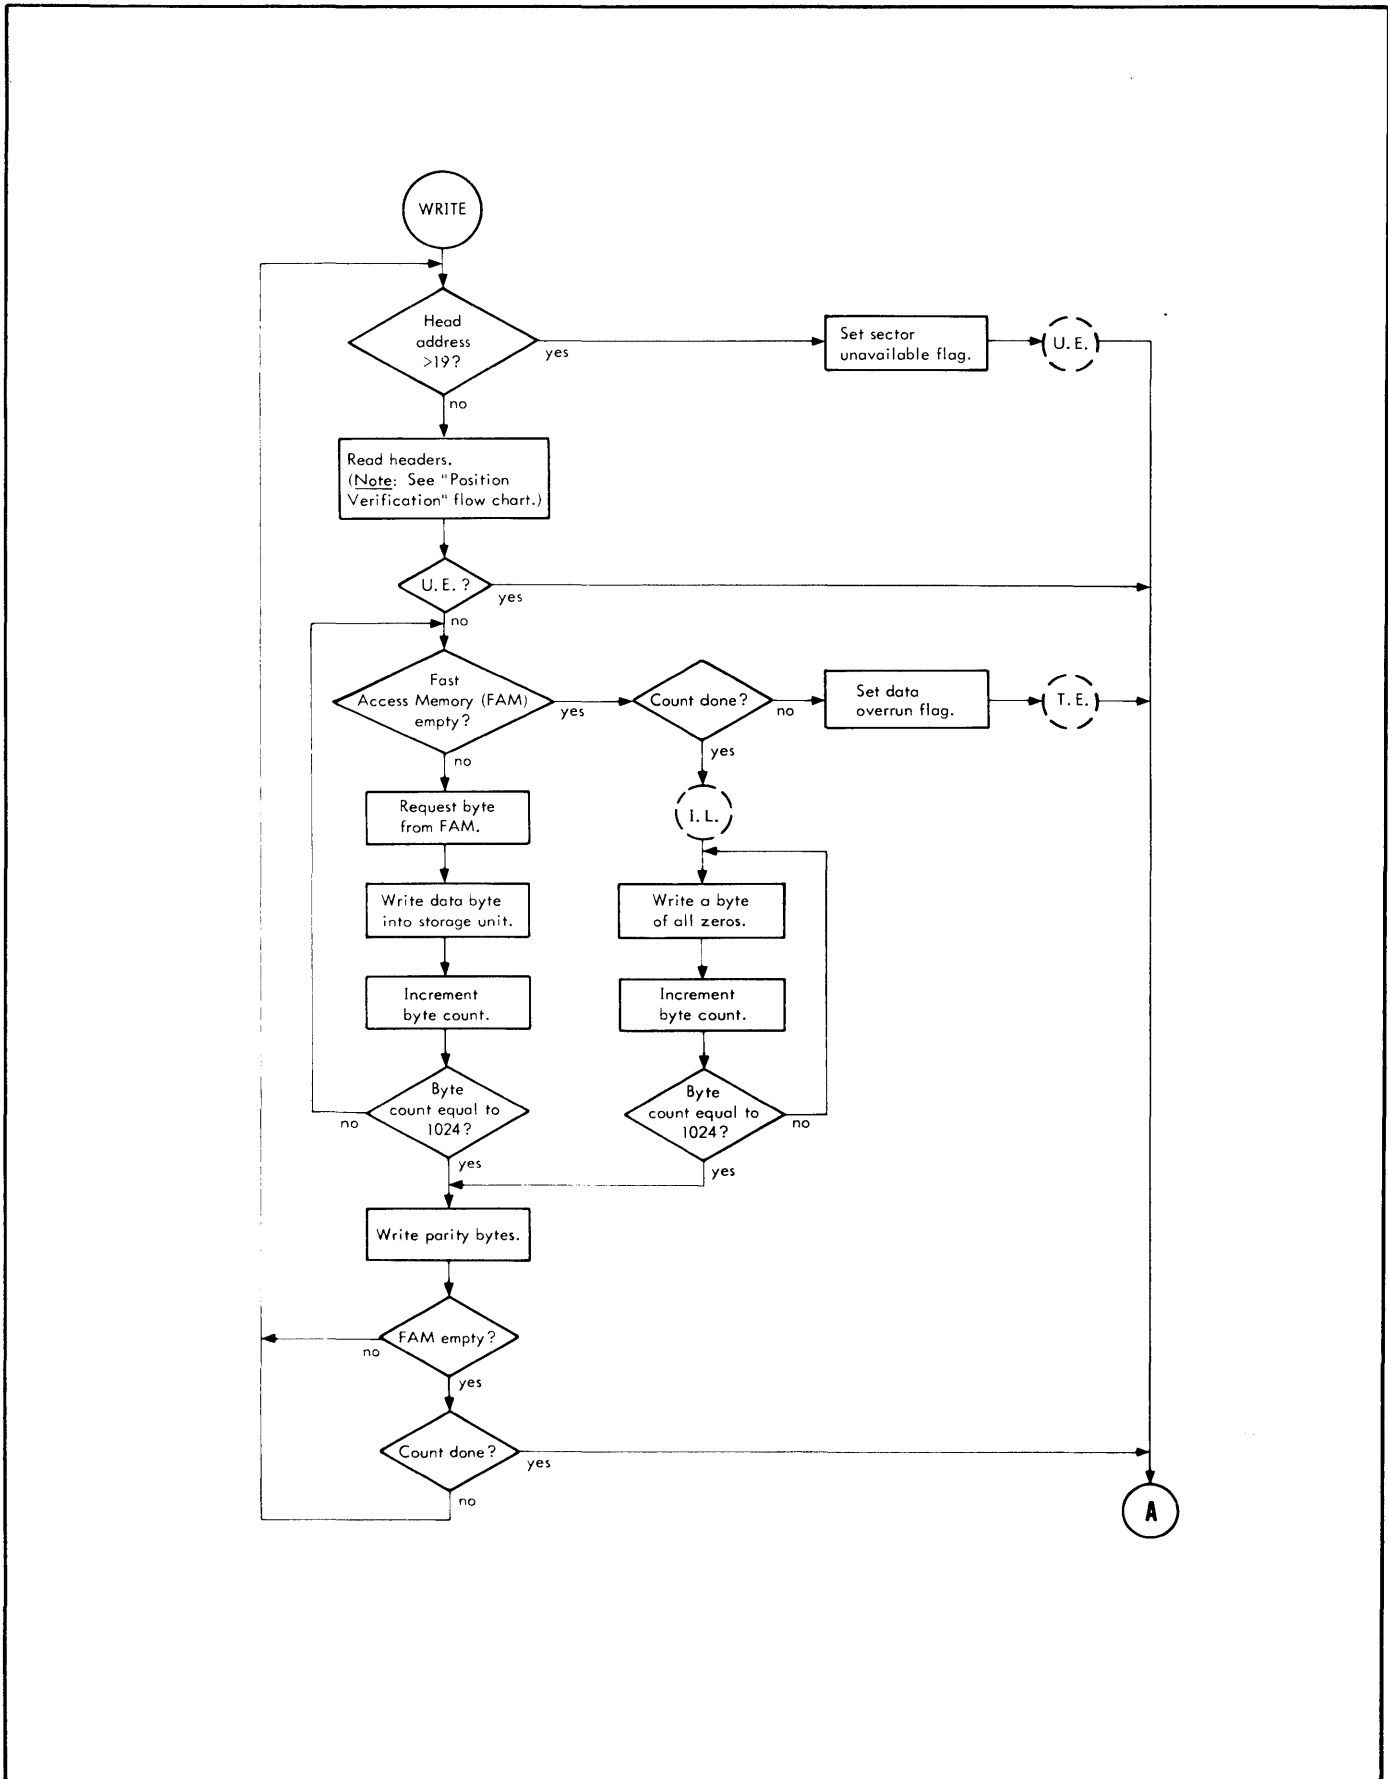 WRITE
Head
address
>19?
yes
Set sector
unavailable flag.
U. E.
no
Read headers.
(Note: See "Position
Verification" flow chart.)
U. E. ?
yes
no
Fast
Access Memory (FAM)
empty?
yes
Count done?
no
Set data
overrun flag.
T. E.
no
yes
Request byte
from FAM.
I. L.
Write data byte
into storage unit.
Write a byte
of all zeros.
Increment
byte count.
Increment
byte count.
Byte
count equal to
1024?
no
Byte
count equal to
1024?
no
yes
yes
Write parity bytes.
FAM empty?
no
yes
Count done?
yes
no
A